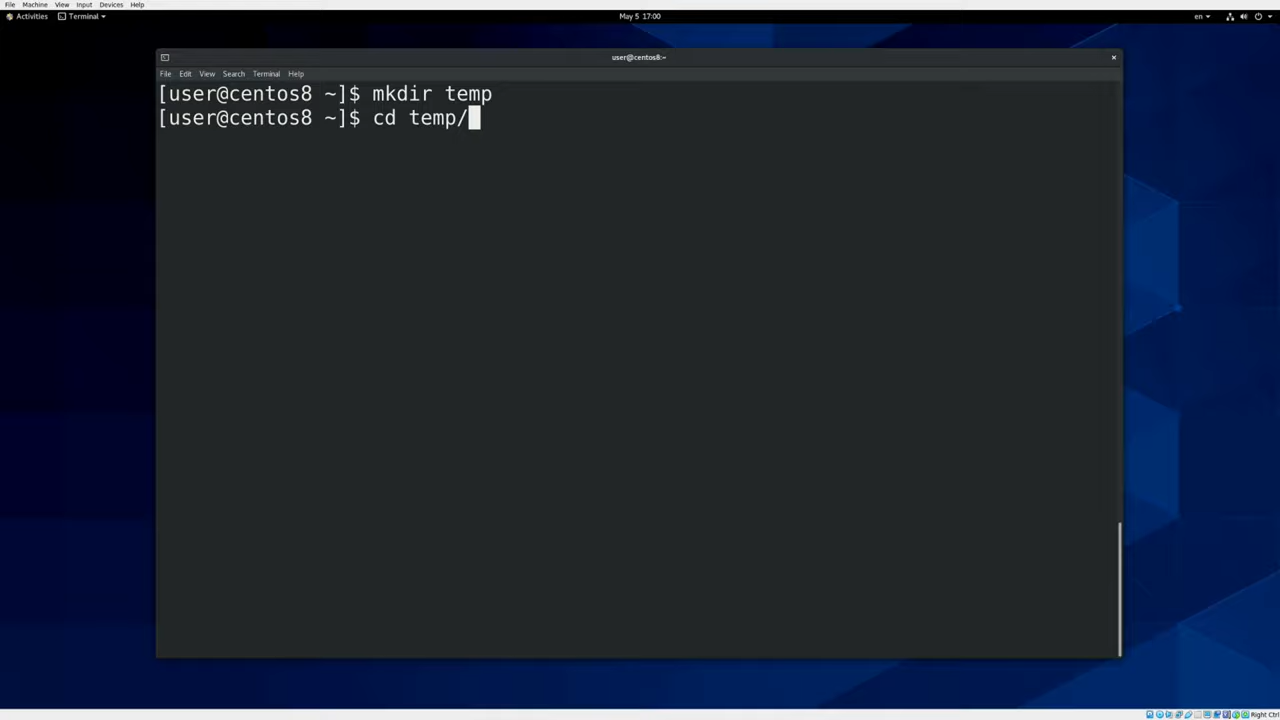 File Machine View Input Devices Help
Activities Terminal May 5 17:00 en
user@centos8:~
File Edit View Search Terminal Help
[user@centos8 ~]$ mkdir temp
[user@centos8 ~]$ cd temp/
Right Ctrl